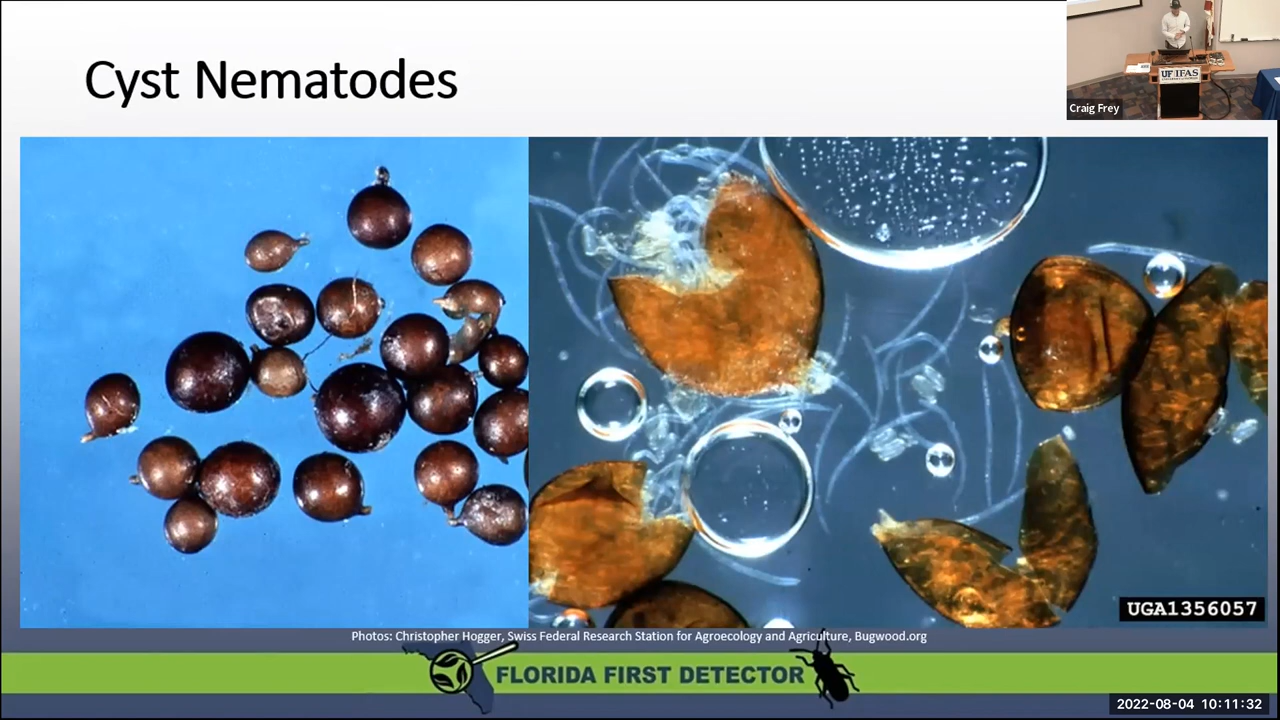 Cyst Nematodes
UF IFAS
Craig Frey
UGA1356057
Photos: Christopher Hogger, Swiss Federal Research Station for Agroecology and Agriculture, Bugwood.org
FLORIDA FIRST DETECTOR
2022-08-04 10:11:32